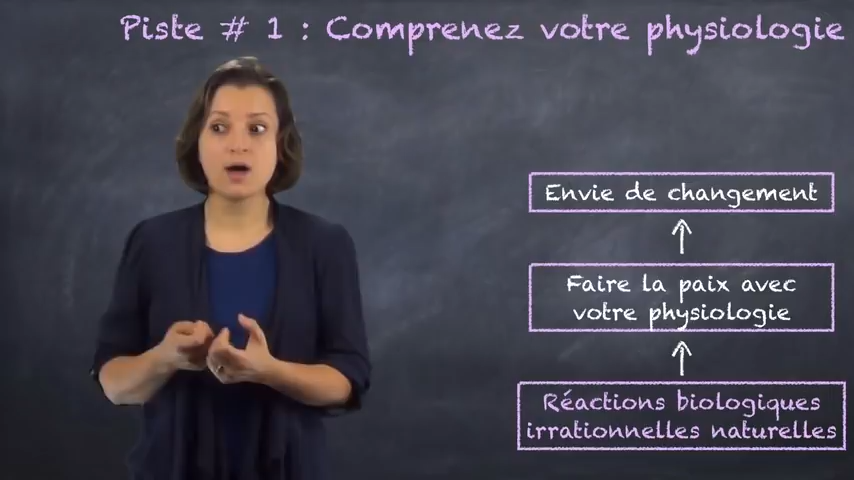 Piste # 1 : Comprenez votre physiologie
Envie de changement
Faire la paix avec
votre physiologie
Réactions biologiques
irrationnelles naturelles